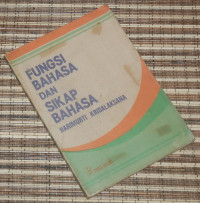 FUNGSI
BAHASA
DAN
SIKAP
BAHASA
HARIMURTI KRIDALAKSANA